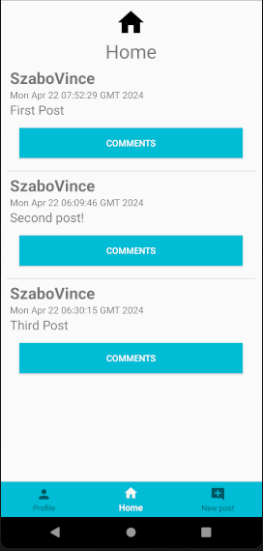 Home
SzaboVince
Mon Apr 22 07:52:29 GMT 2024
First Post
COMMENTS
SzaboVince
Mon Apr 22 06:09:46 GMT 2024
Second post!
COMMENTS
SzaboVince
Mon Apr 22 06:30:15 GMT 2024
Third Post
COMMENTS
Profile Home New post